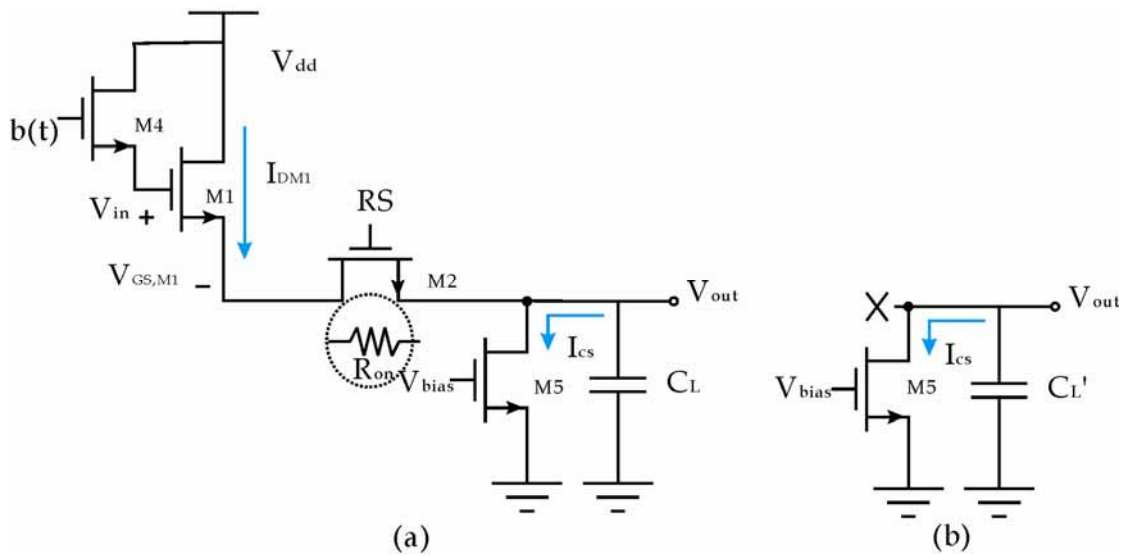 Vdd
b(t)
M4
IDM1
Vin +
M1
RS
VGS,M1 -
M2
Vout
Ron
Vbias
M5
Ics
CL
(a)
X
Vout
Ics
Vbias
M5
CL'
(b)